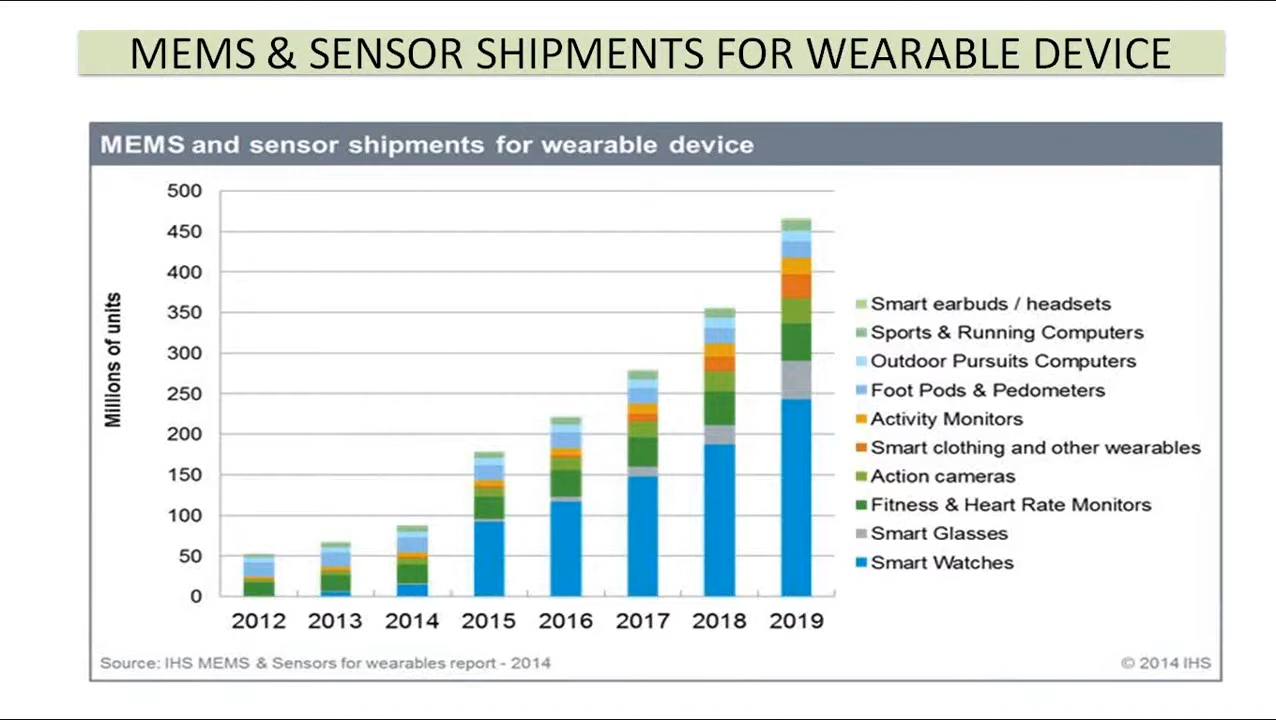 MEMS & SENSOR SHIPMENTS FOR WEARABLE DEVICE
MEMS and sensor shipments for wearable device
500
450
400
350
300
250
200
150
100
50
0
Millions of units
2012 2013 2014 2015 2016 2017 2018 2019
Smart earbuds / headsets
Sports & Running Computers
Outdoor Pursuits Computers
Foot Pods & Pedometers
Activity Monitors
Smart clothing and other wearables
Action cameras
Fitness & Heart Rate Monitors
Smart Glasses
Smart Watches
Source: IHS MEMS & Sensors for wearables report - 2014
© 2014 IHS